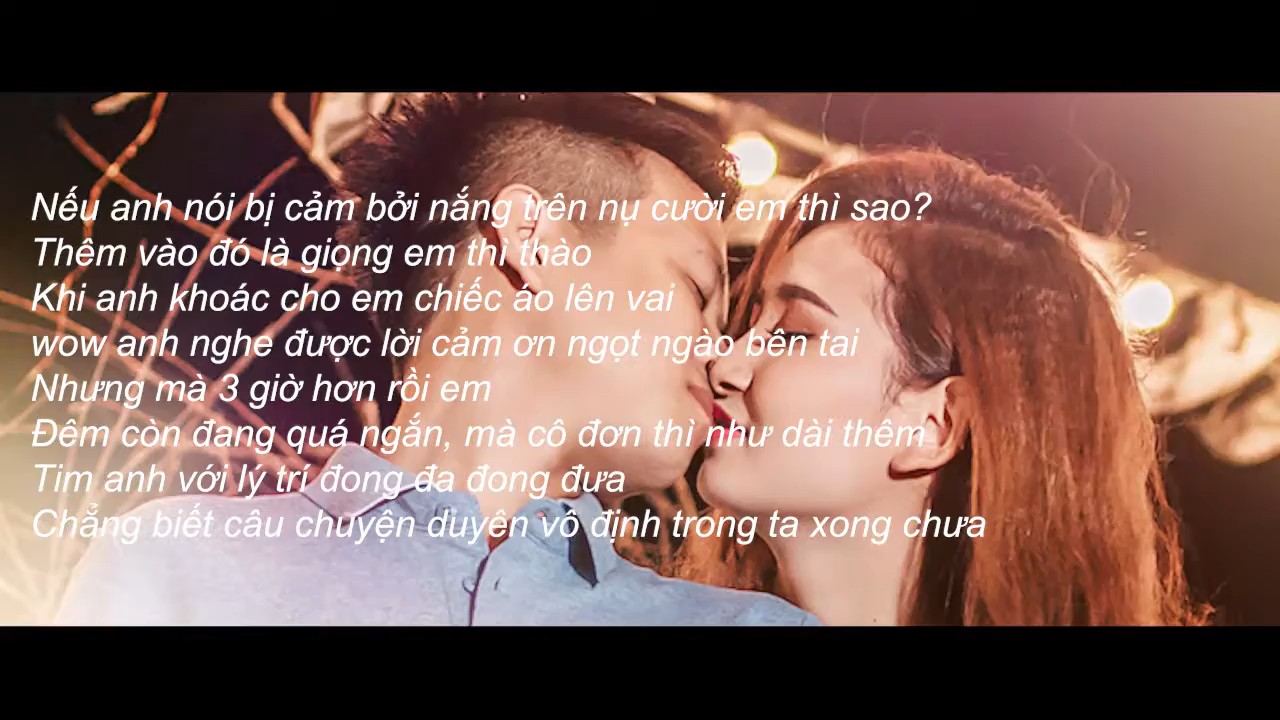 Nếu anh nói bị cảm bởi nắng trên nụ cười em thì sao?
Thêm vào đó là giọng em thì thào
Khi anh khoác cho em chiếc áo lên vai
wow anh nghe được lời cảm ơn ngọt ngào bên tai
Nhưng mà 3 giờ hơn rồi em
Đêm còn đang quá ngắn, mà cô đơn thì như dài thêm
Tim anh với lý trí đong đa đong đưa
Chẳng biết câu chuyện duyên vô định trong ta xong chưa